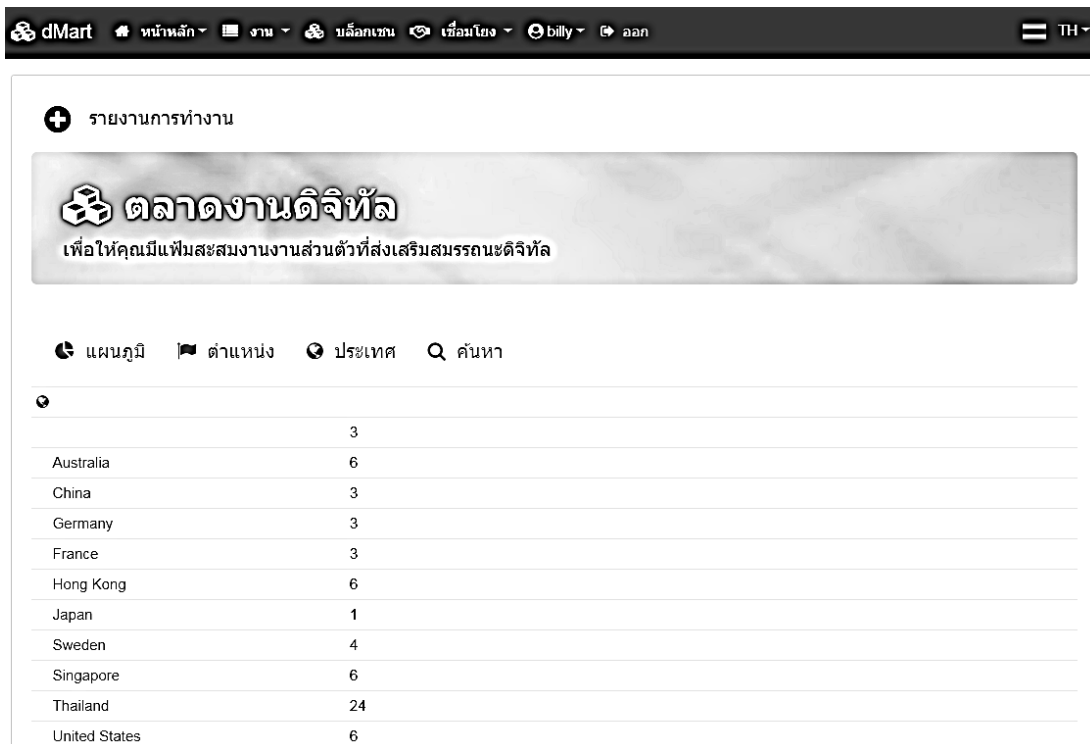 dMart หน้าหลัก งาน บล็อกเชน เชื่อมโยง billy ออก TH
รายงานการทำงาน
ตลาดงานดิจิทัล
เพื่อให้คุณมีแฟ้มสะสมงานงานส่วนตัวที่ส่งเสริมสมรรถนะดิจิทัล
แผนภูมิ ตำแหน่ง ประเทศ ค้นหา
3
Australia 6
China 3
Germany 3
France 3
Hong Kong 6
Japan 1
Sweden 4
Singapore 6
Thailand 24
United States 6